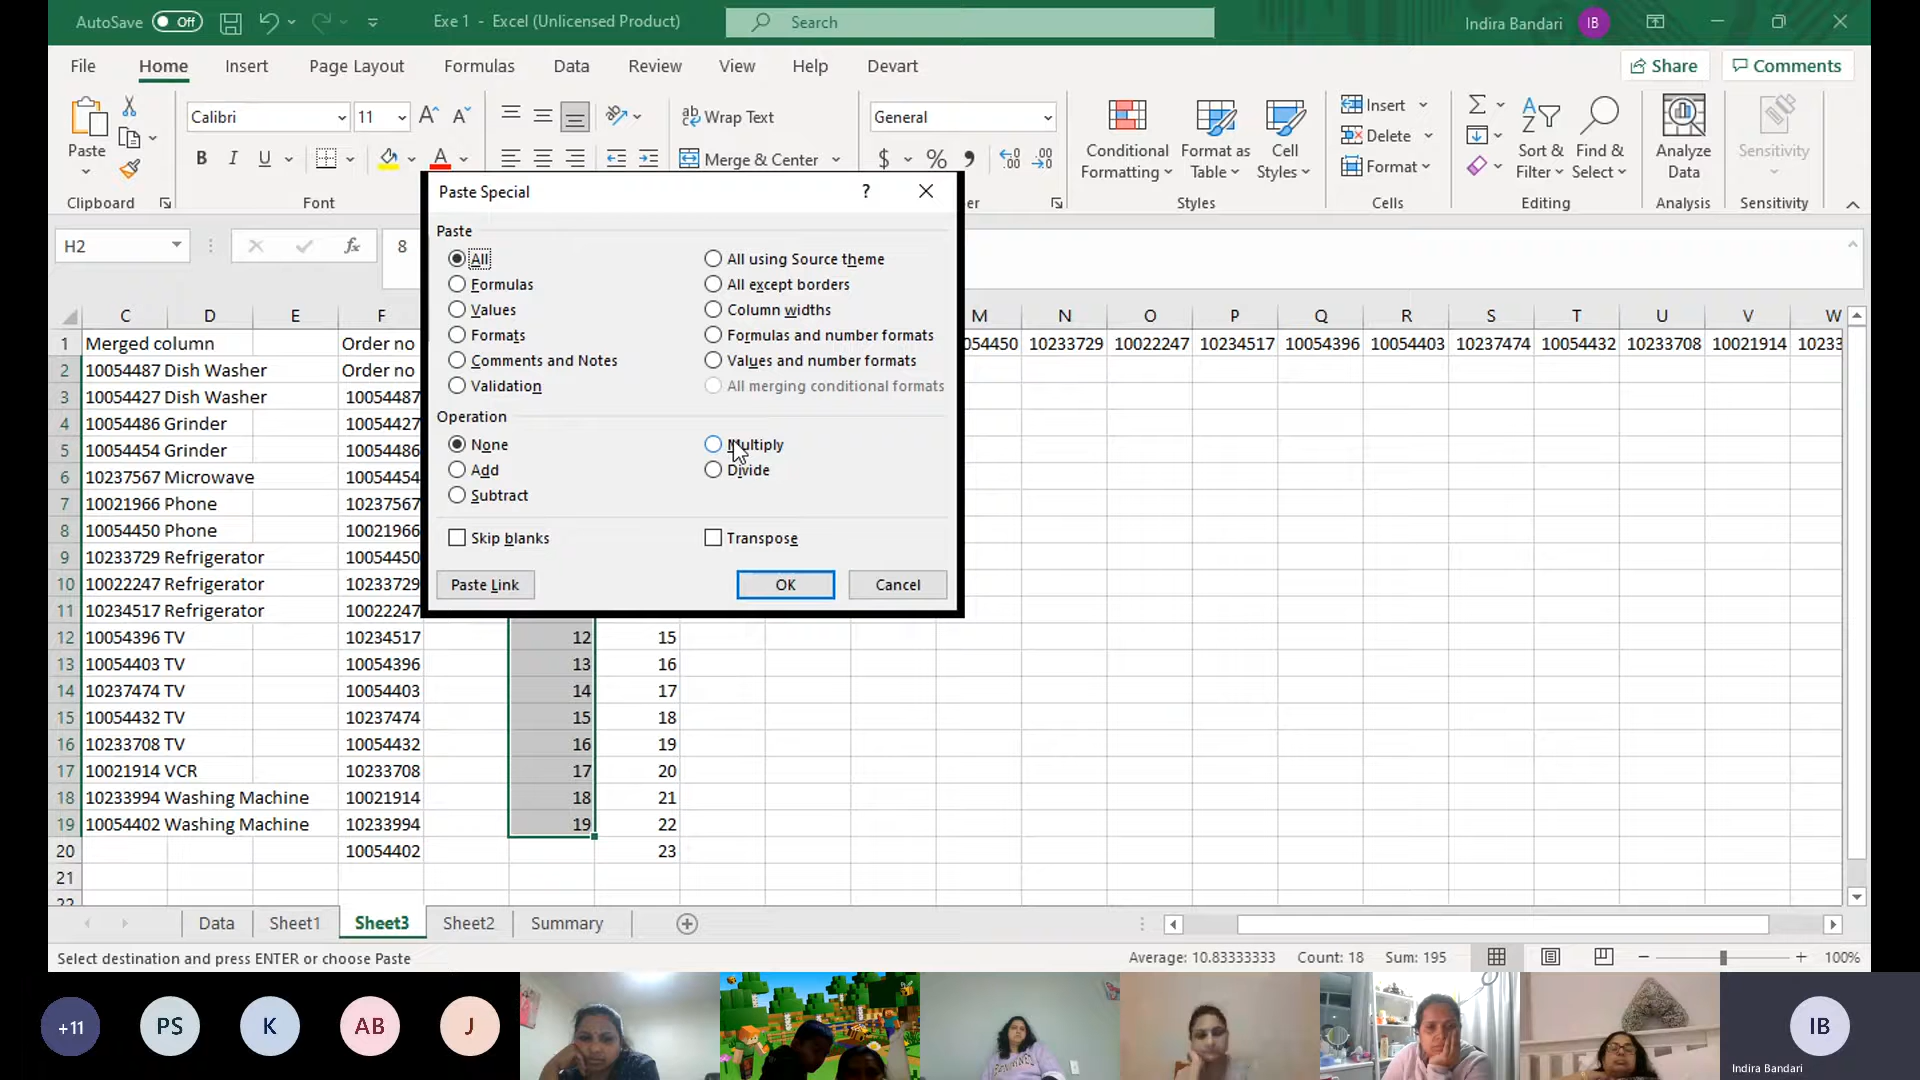 AutoSave Off Exe 1 - Excel (Unlicensed Product) Search Indira Bandari IB
File Home Insert Page Layout Formulas Data Review View Help Devart Share Comments
Paste
Clipboard
Calibri 11
B I U A
Font
Wrap Text
Merge & Center
General
$ %
Conditional Formatting
Format as Table
Cell Styles
Styles
Insert
Delete
Format
Cells
Sort & Filter
Find & Select
Editing
Analyze Data
Analysis
Sensitivity
Sensitivity
H2 fx 8
Paste Special ?
Paste
All All using Source theme
Formulas All except borders
Values Column widths
Formats Formulas and number formats
Comments and Notes Values and number formats
Validation All merging conditional formats
Operation
None Multiply
Add Divide
Subtract
Skip blanks Transpose
Paste Link OK Cancel
C D E F M N O P Q R S T U V W
1 Merged column Order no 054450 10233729 10022247 10234517 10054396 10054403 10237474 10054432 10233708 10021914 10233
2 10054487 Dish Washer Order no
3 10054427 Dish Washer 10054487
4 10054486 Grinder 10054427
5 10054454 Grinder 10054486
6 10237567 Microwave 10054454
7 10021966 Phone 10237567
8 10054450 Phone 10021966
9 10233729 Refrigerator 10054450
10 10022247 Refrigerator 10233729
11 10234517 Refrigerator 10022247
12 10054396 TV 10234517 12 15
13 10054403 TV 10054396 13 16
14 10237474 TV 10054403 14 17
15 10054432 TV 10237474 15 18
16 10233708 TV 10054432 16 19
17 10021914 VCR 10233708 17 20
18 10233994 Washing Machine 10021914 18 21
19 10054402 Washing Machine 10233994 19 22
20 10054402 23
21
22
Data Sheet1 Sheet3 Sheet2 Summary
Select destination and press ENTER or choose Paste Average: 10.83333333 Count: 18 Sum: 195 100%
+11 PS K AB J IB
Indira Bandari